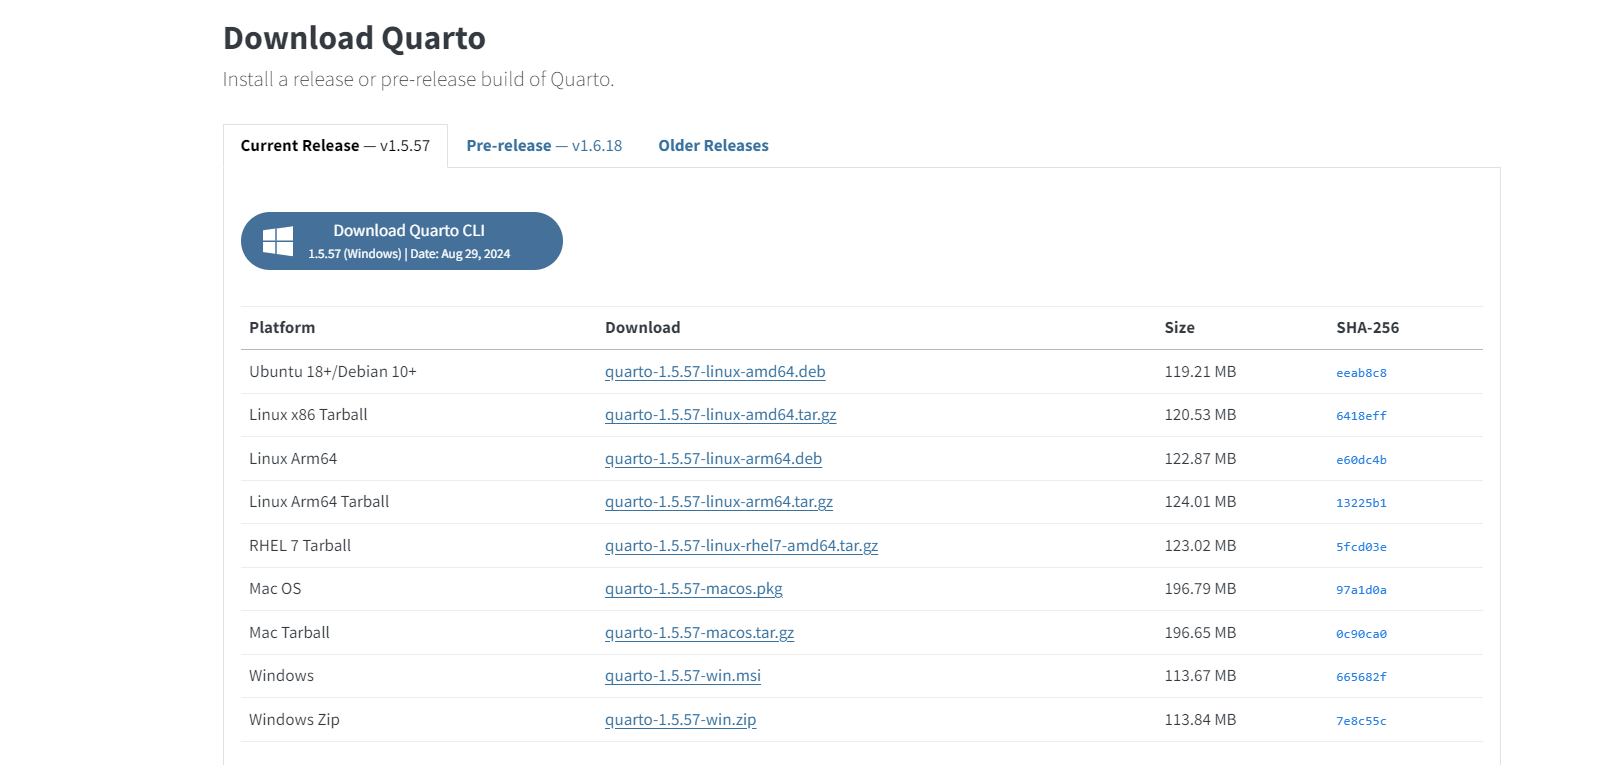 Download Quarto
Install a release or pre-release build of Quarto.
Current Release — v1.5.57 Pre-release — v1.6.18 Older Releases
Download Quarto CLI
1.5.57 (Windows) | Date: Aug 29, 2024
Platform Download Size SHA-256
Ubuntu 18+/Debian 10+ quarto-1.5.57-linux-amd64.deb 119.21 MB eeab8c8
Linux x86 Tarball quarto-1.5.57-linux-amd64.tar.gz 120.53 MB 6418eff
Linux Arm64 quarto-1.5.57-linux-arm64.deb 122.87 MB e60dc4b
Linux Arm64 Tarball quarto-1.5.57-linux-arm64.tar.gz 124.01 MB 13225b1
RHEL 7 Tarball quarto-1.5.57-linux-rhel7-amd64.tar.gz 123.02 MB 5fcd03e
Mac OS quarto-1.5.57-macos.pkg 196.79 MB 97a1d0a
Mac Tarball quarto-1.5.57-macos.tar.gz 196.65 MB 0c90ca0
Windows quarto-1.5.57-win.msi 113.67 MB 665682f
Windows Zip quarto-1.5.57-win.zip 113.84 MB 7e8c55c